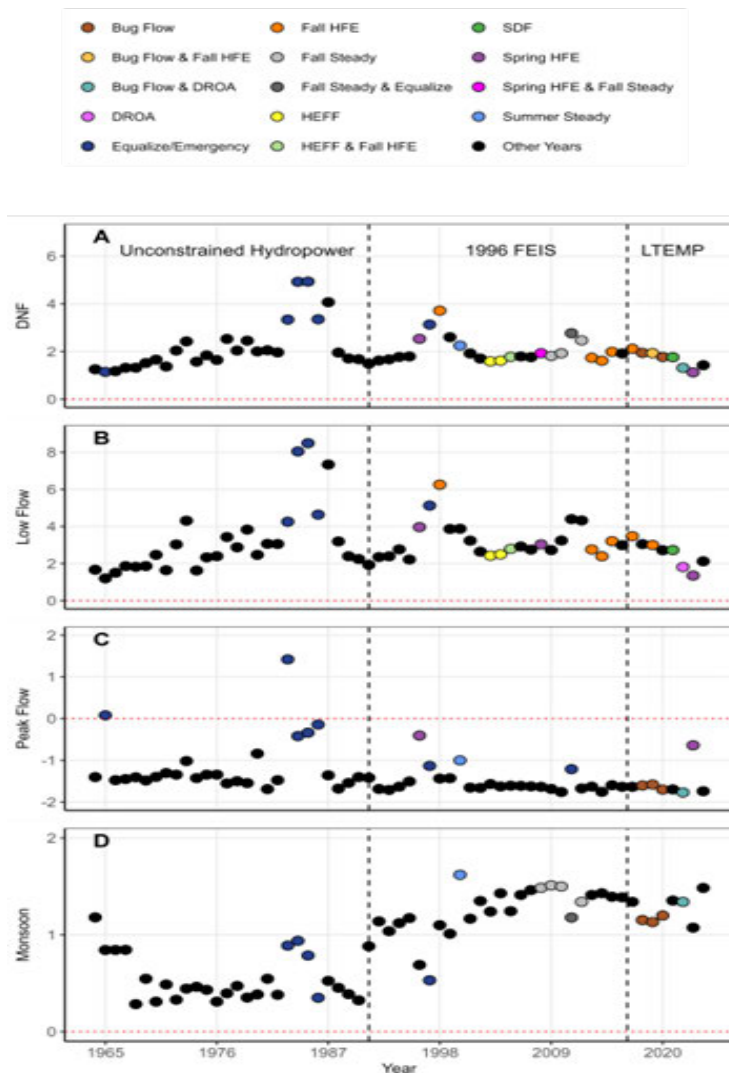 Bug Flow
Fall HFE
SDF
Bug Flow & Fall HFE
Fall Steady
Spring HFE
Bug Flow & DROA
Fall Steady & Equalize
Spring HFE & Fall Steady
DROA
HEFF
Summer Steady
Equalize/Emergency
HEFF & Fall HFE
Other Years
A
Unconstrained Hydropower
1996 FEIS
LTEMP
6
4
2
0
DNF
B
8
6
4
2
0
Low Flow
C
2
1
0
-1
-2
Peak Flow
D
2
1
0
Monsoon
1965
1976
1987
1998
2009
2020
Year